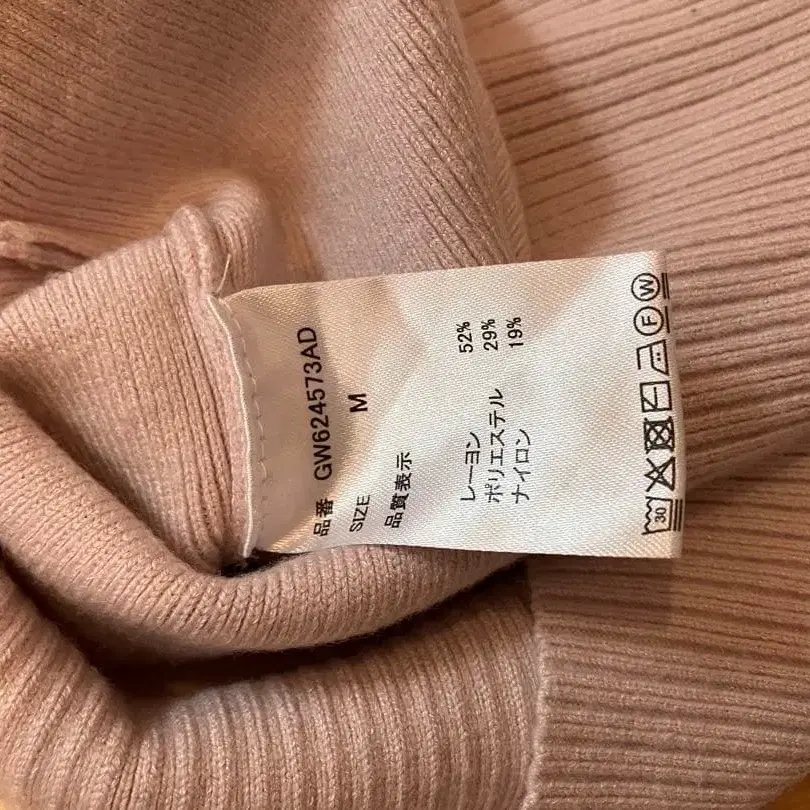 品番 GW624573AD
SIZE M
品質表示
レーヨン 52%
ポリエステル 29%
ナイロン 19%
30 F W